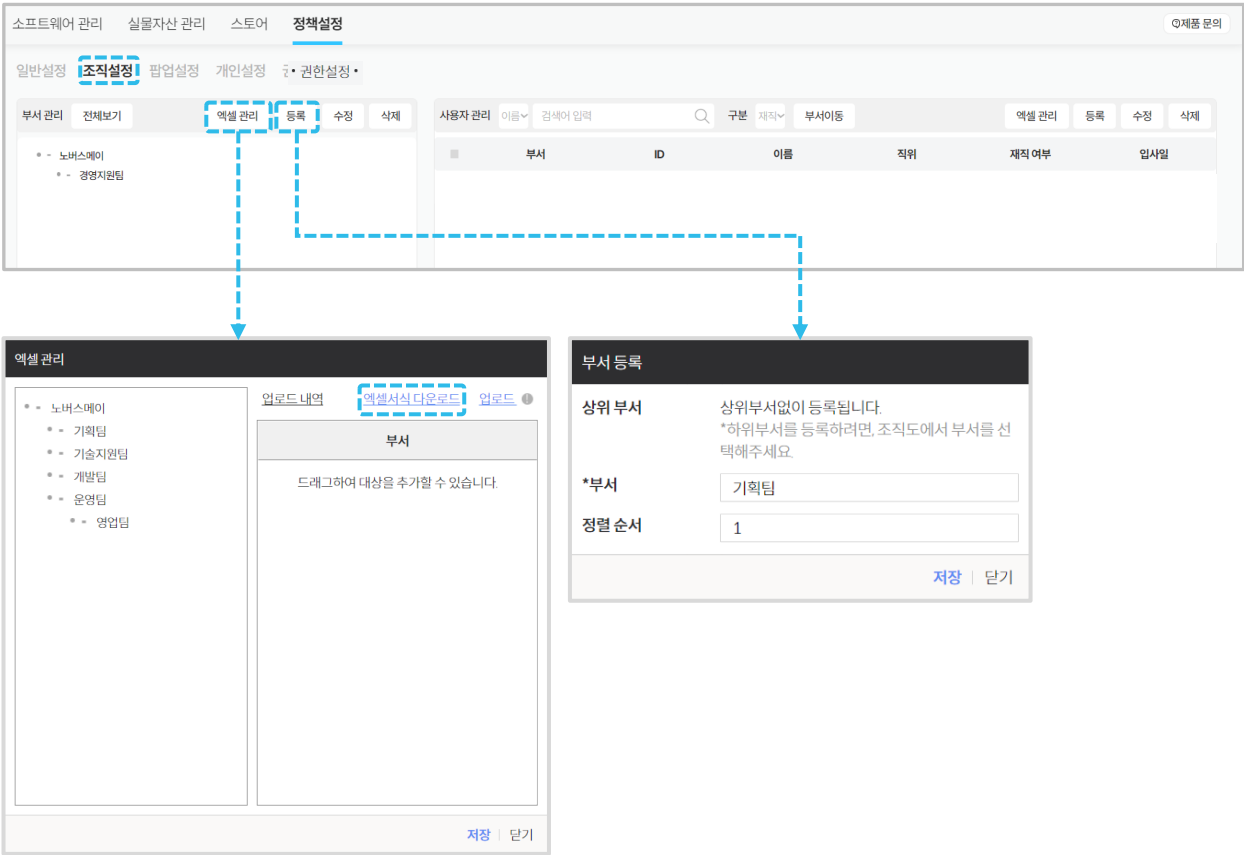 소프트웨어 관리 실물자산 관리 스토어 정책설정 제품 문의
일반설정 조직설정 팝업설정 개인설정 • 권한설정 •
부서 관리 전체보기 엑셀 관리 등록 수정 삭제
사용자 관리 이름 검색어 입력 구분 재직 부서이동 엑셀 관리 등록 수정 삭제
부서 ID 이름 직위 재직 여부 입사일
노버스메이
경영지원팀
엑셀 관리
노버스메이
기획팀
기술지원팀
개발팀
운영팀
영업팀
업로드 내역 엑셀서식 다운로드 업로드
부서
드래그하여 대상을 추가할 수 있습니다.
저장 닫기
부서 등록
상위 부서 상위부서없이 등록됩니다.
*하위부서를 등록하려면, 조직도에서 부서를 선
택해주세요.
*부서 기획팀
정렬 순서 1
저장 닫기